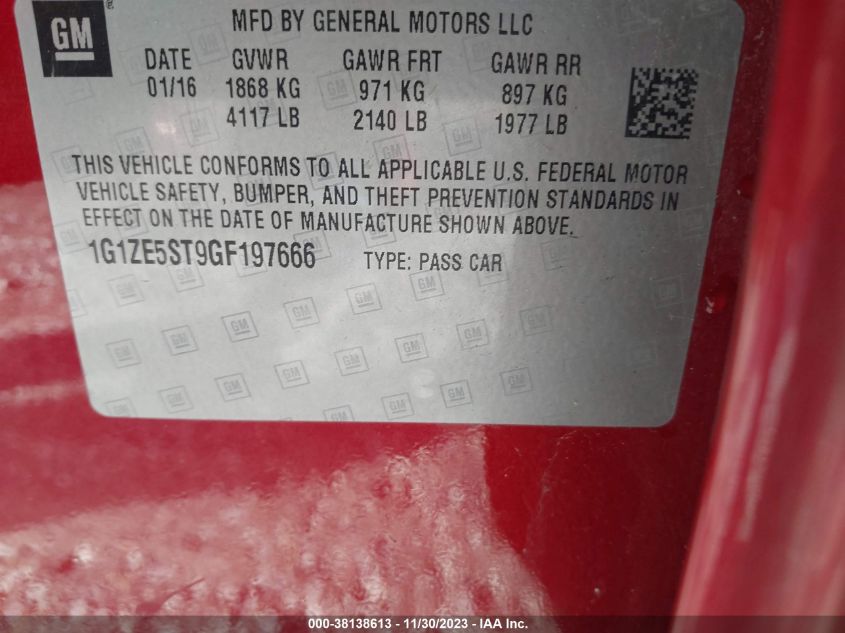 GM
MFD BY GENERAL MOTORS LLC
DATE GVWR GAWR FRT GAWR RR
01/16 1868 KG 971 KG 897 KG
4117 LB 2140 LB 1977 LB
THIS VEHICLE CONFORMS TO ALL APPLICABLE U.S. FEDERAL MOTOR
VEHICLE SAFETY, BUMPER, AND THEFT PREVENTION STANDARDS IN
EFFECT ON THE DATE OF MANUFACTURE SHOWN ABOVE.
1G1ZE5ST9GF197666 TYPE: PASS CAR
000-38138613 - 11/30/2023 - IAA Inc.